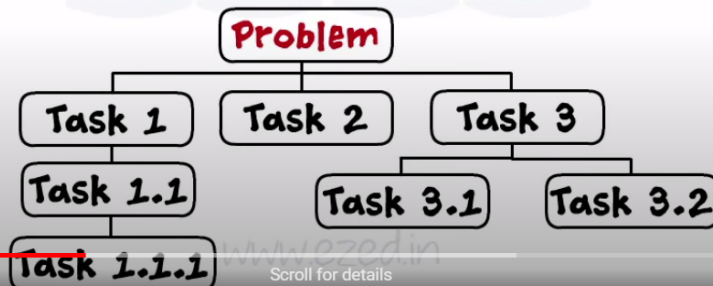 Problem
Task 1
Task 2
Task 3
Task 1.1
Task 3.1
Task 3.2
Task 1.1.1
www.ezed.in
Scroll for details